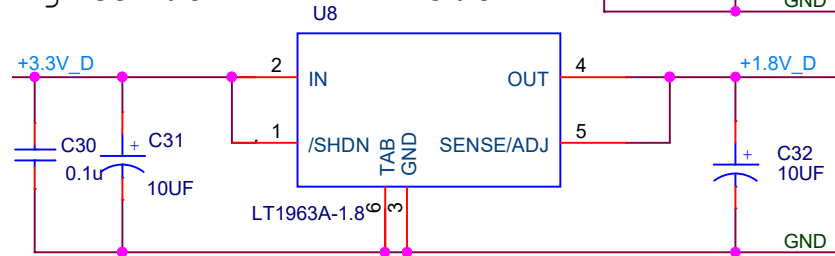 U8
GND
+3.3V_D
2
IN
OUT
4
+1.8V_D
C30
0.1u
+
C31
10UF
1
/SHDN
TAB
GND
SENSE/ADJ
5
+
C32
10UF
LT1963A-1.8
6
3
GND